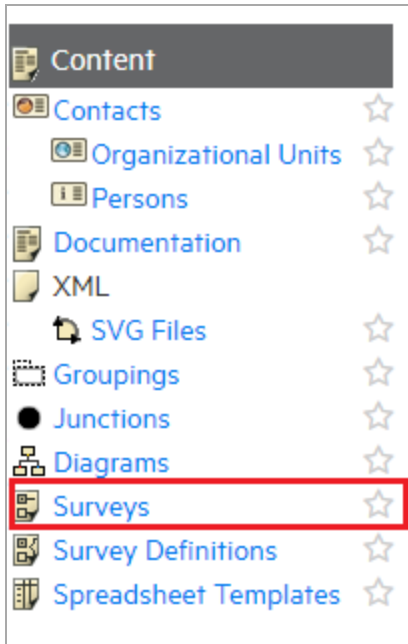 Content
Contacts
Organizational Units
Persons
Documentation
XML
SVG Files
Groupings
Junctions
Diagrams
Surveys
Survey Definitions
Spreadsheet Templates